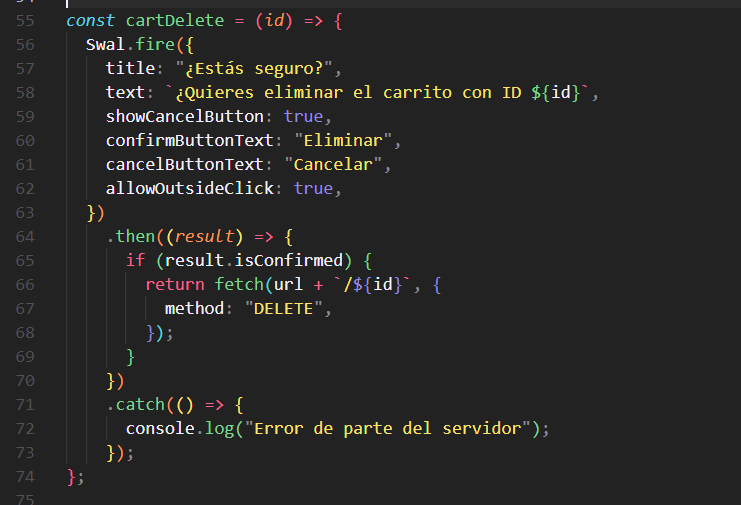 55 const cartDelete = (id) => {
56 Swal.fire({
57 title: "¿Estás seguro?",
58 text: `¿Quieres eliminar el carrito con ID ${id}`,
59 showCancelButton: true,
60 confirmButtonText: "Eliminar",
61 cancelButtonText: "Cancelar",
62 allowOutsideClick: true,
63 })
64 .then((result) => {
65 if (result.isConfirmed) {
66 return fetch(url + `/${id}`, {
67 method: "DELETE",
68 });
69 }
70 })
71 .catch(() => {
72 console.log("Error de parte del servidor");
73 });
74 };
75